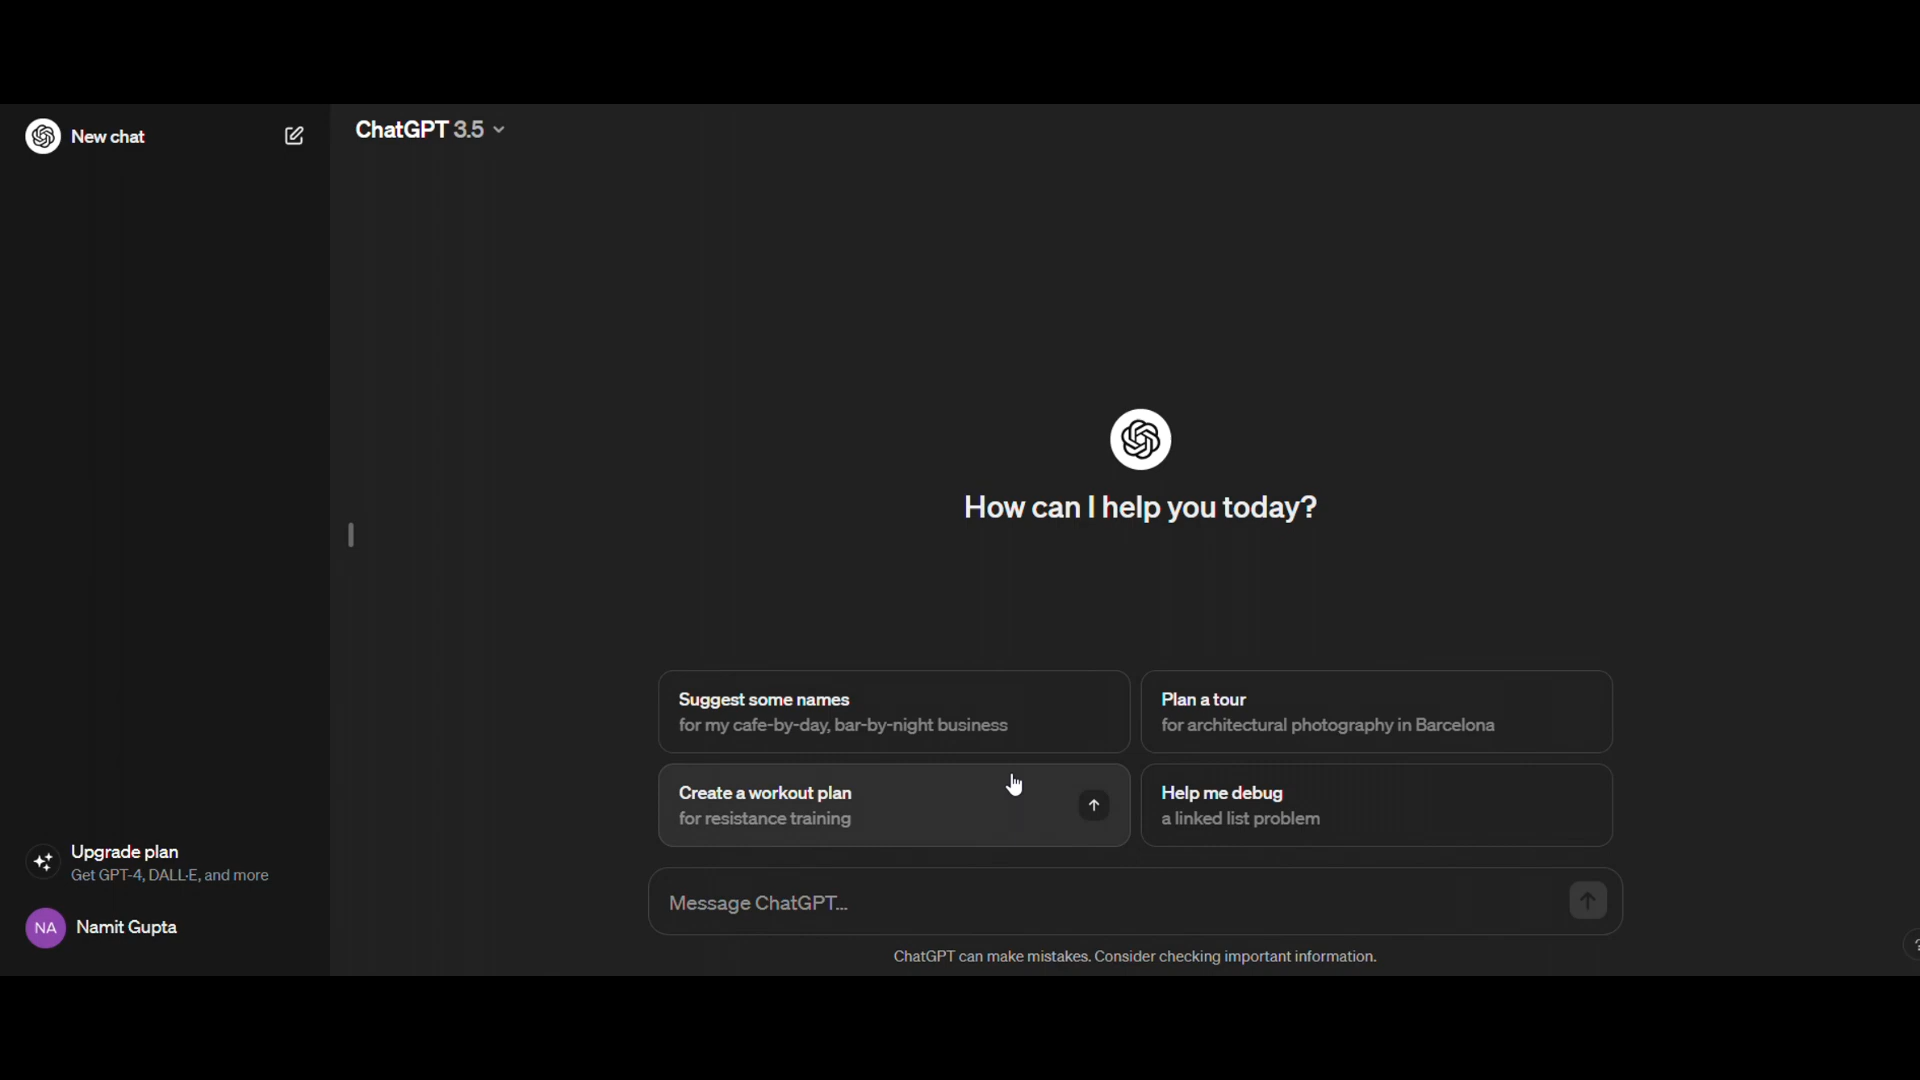 New chat
ChatGPT 3.5
How can I help you today?
Suggest some names
for my cafe-by-day, bar-by-night business
Plan a tour
for architectural photography in Barcelona
Create a workout plan
for resistance training
Help me debug
a linked list problem
Upgrade plan
Get GPT-4, DALL·E, and more
NA
Namit Gupta
Message ChatGPT...
ChatGPT can make mistakes. Consider checking important information.
?